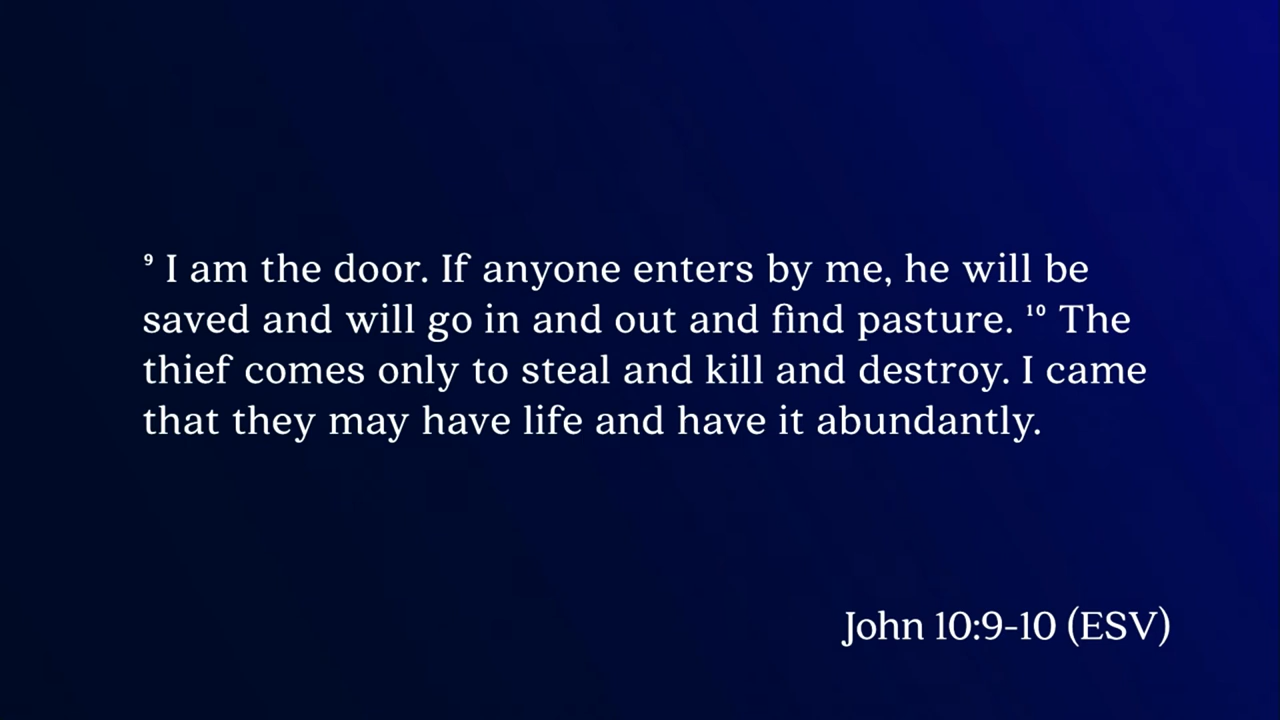 ⁹ I am the door. If anyone enters by me, he will be
saved and will go in and out and find pasture. ¹⁰ The
thief comes only to steal and kill and destroy. I came
that they may have life and have it abundantly.
John 10:9-10 (ESV)